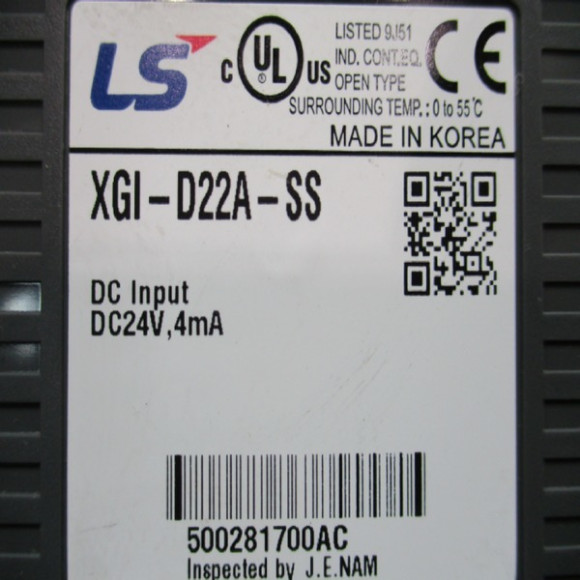 LS
C UL US
LISTED 9J51
IND. CONT.EQ.
OPEN TYPE
CE
SURROUNDING TEMP. : 0 to 55℃
MADE IN KOREA
XGI-D22A-SS
DC Input
DC24V,4mA
500281700AC
Inspected by J.E.NAM